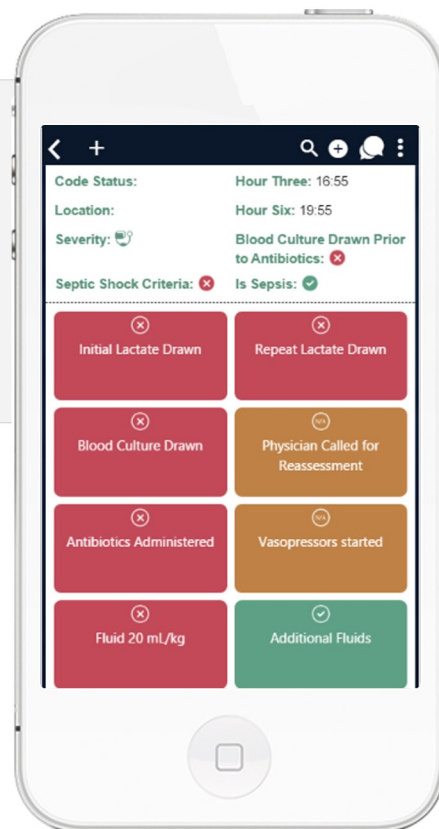 Code Status:
Hour Three: 16:55
Location:
Hour Six: 19:55
Severity:
Blood Culture Drawn Prior
to Antibiotics:
Septic Shock Criteria:
Is Sepsis:
Initial Lactate Drawn
Repeat Lactate Drawn
Blood Culture Drawn
N/A
Physician Called for
Reassessment
Antibiotics Administered
N/A
Vasopressors started
Fluid 20 mL/kg
Additional Fluids